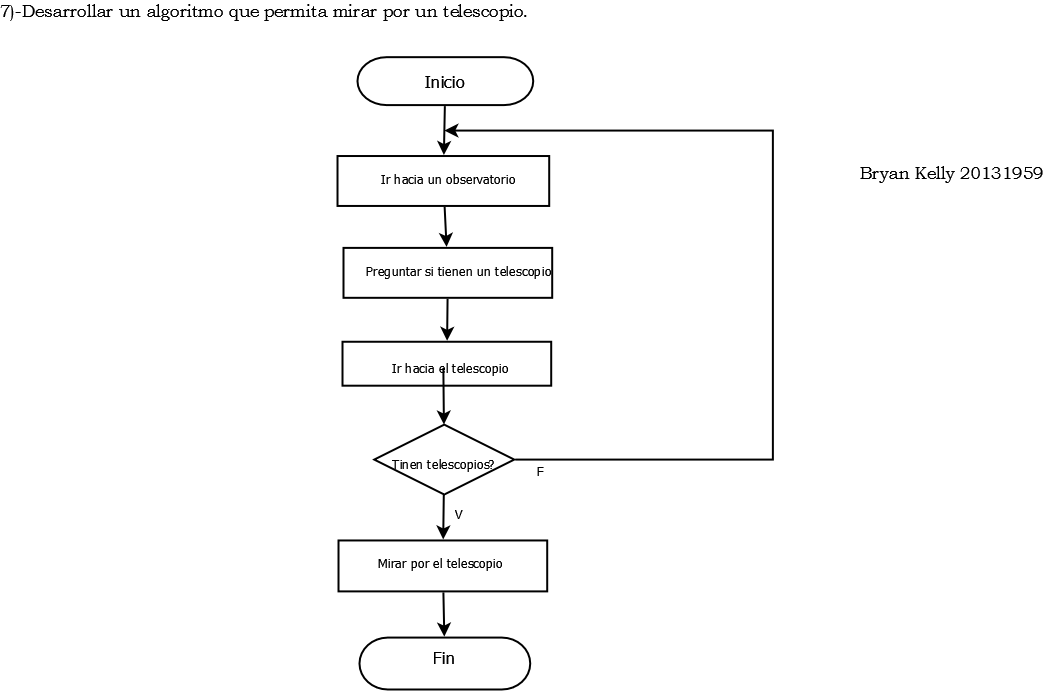 7)-Desarrollar un algoritmo que permita mirar por un telescopio.
Inicio
Ir hacia un observatorio
Bryan Kelly 20131959
Preguntar si tienen un telescopio
Ir hacia el telescopio
Tinen telescopios?
F
V
Mirar por el telescopio
Fin